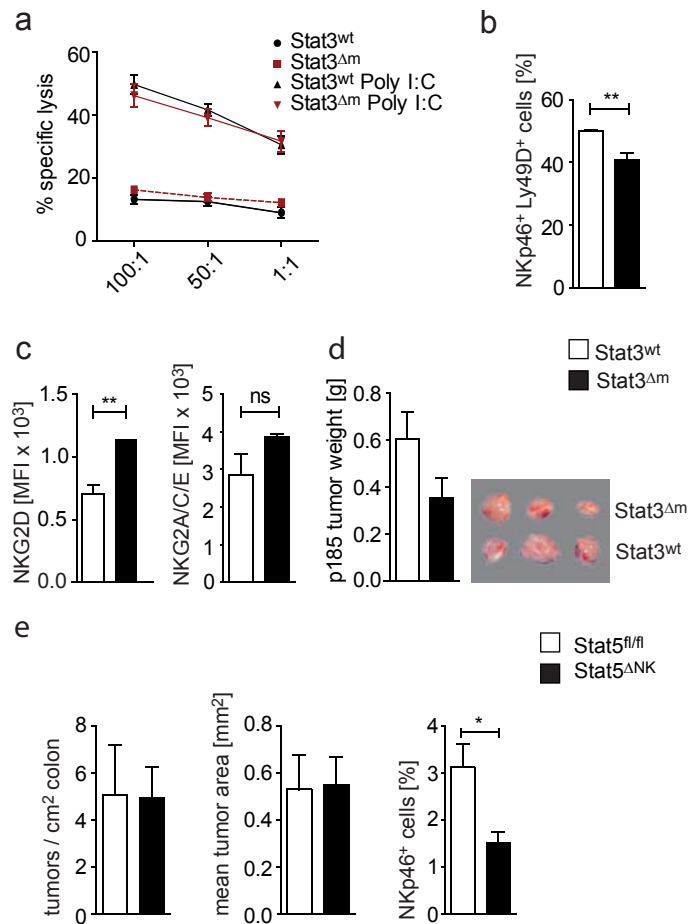 a
% specific lysis
60
40
20
0
100:1
50:1
1:1
Stat3wt
Stat3Δm
Stat3wt Poly I:C
Stat3Δm Poly I:C
b
NKp46+ Ly49D+ cells [%]
80
60
40
20
0
**
c
NKG2D [MFI x 10³]
1.5
1.0
0.5
0.0
**
NKG2A/C/E [MFI x 10³]
5
4
3
2
1
0
ns
d
Stat3wt
Stat3Δm
p185 tumor weight [g]
0.8
0.6
0.4
0.2
0.0
Stat3Δm
Stat3wt
e
Stat5fl/fl
Stat5ΔNK
tumors / cm² colon
8
6
4
2
0
mean tumor area [mm²]
0.8
0.6
0.4
0.2
0.0
NKp46+ cells [%]
4
3
2
1
0
*